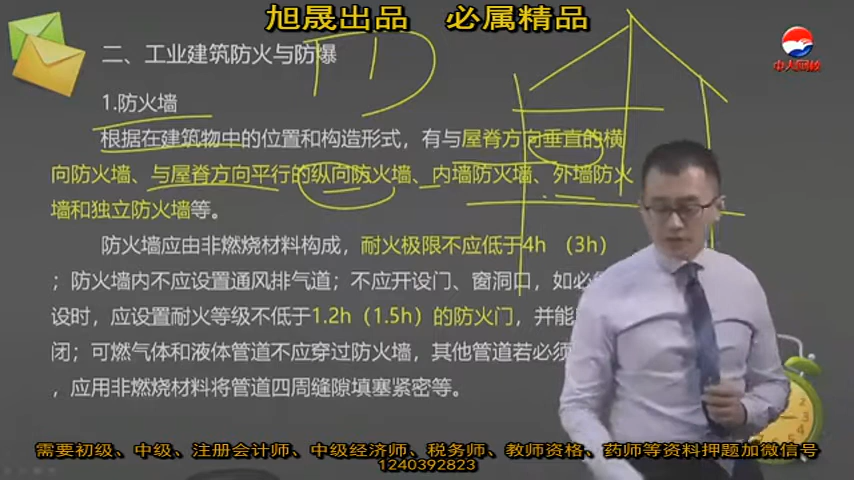 旭晟出品 必属精品
二、工业建筑防火与防爆
中大网校
1.防火墙
根据在建筑物中的位置和构造形式，有与屋脊方向垂直的横
向防火墙、与屋脊方向平行的纵向防火墙、内墙防火墙、外墙防火
墙和独立防火墙等。
防火墙应由非燃烧材料构成，耐火极限不应低于4h （3h）
；防火墙内不应设置通风排气道；不应开设门、窗洞口，如必
设时，应设置耐火等级不低于1.2h（1.5h）的防火门，并能
闭；可燃气体和液体管道不应穿过防火墙，其他管道若必须
，应用非燃烧材料将管道四周缝隙填塞紧密等。
需要初级、中级、注册会计师、中级经济师、税务师、教师资格、药师等资料押题加微信号
1240392823